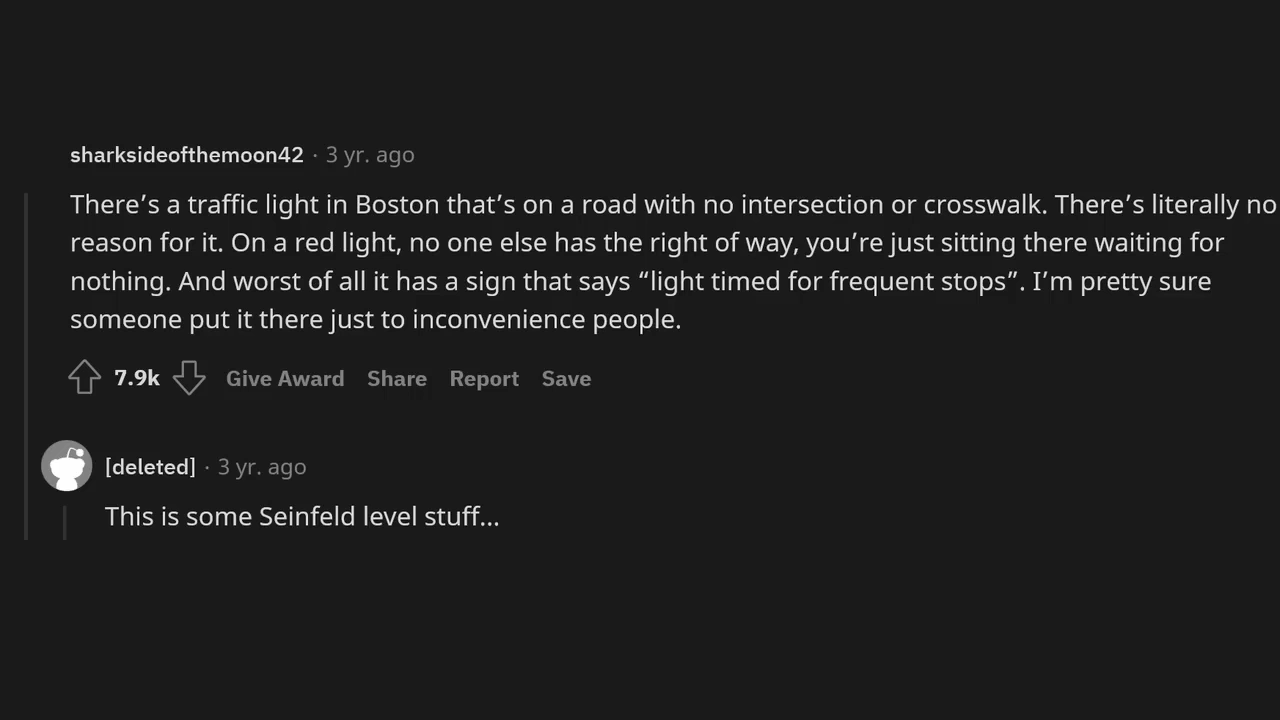 sharksideofthemoon42 · 3 yr. ago
There’s a traffic light in Boston that’s on a road with no intersection or crosswalk. There’s literally no
reason for it. On a red light, no one else has the right of way, you’re just sitting there waiting for
nothing. And worst of all it has a sign that says “light timed for frequent stops”. I’m pretty sure
someone put it there just to inconvenience people.
7.9k Give Award Share Report Save
[deleted] · 3 yr. ago
This is some Seinfeld level stuff...